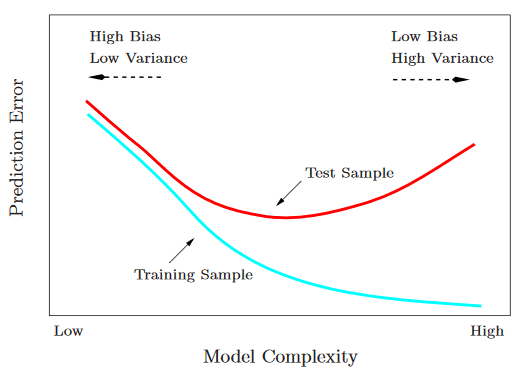 High Bias
Low Variance
Low Bias
High Variance
Prediction Error
Test Sample
Training Sample
Low
High
Model Complexity